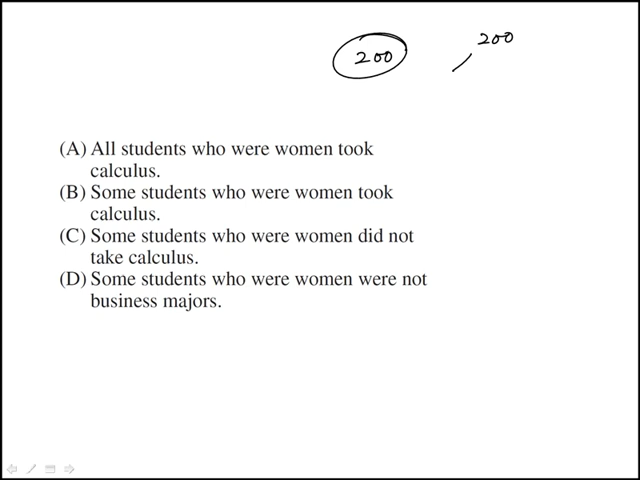 200
200
(A) All students who were women took
calculus.
(B) Some students who were women took
calculus.
(C) Some students who were women did not
take calculus.
(D) Some students who were women were not
business majors.